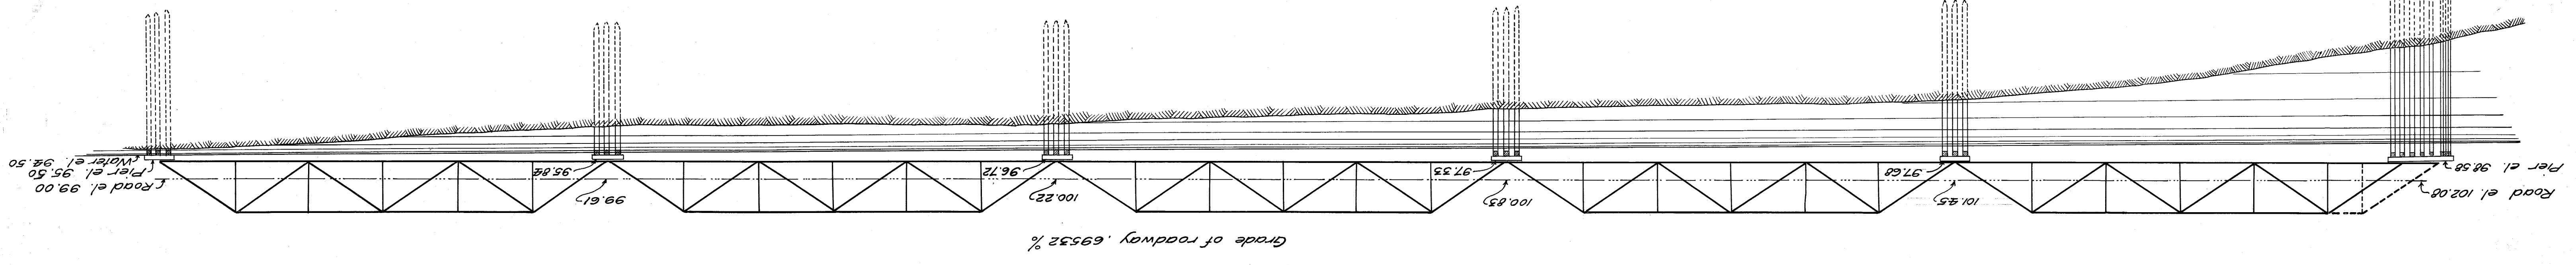 Grade of roadway .69532 %
Road el. 102.08
101.45
100.83
100.22
99.61
Road el. 99.00
Pier el 98.58
97.68
97.33
96.72
95.84
Pier el. 95.50
Water el. 94.50